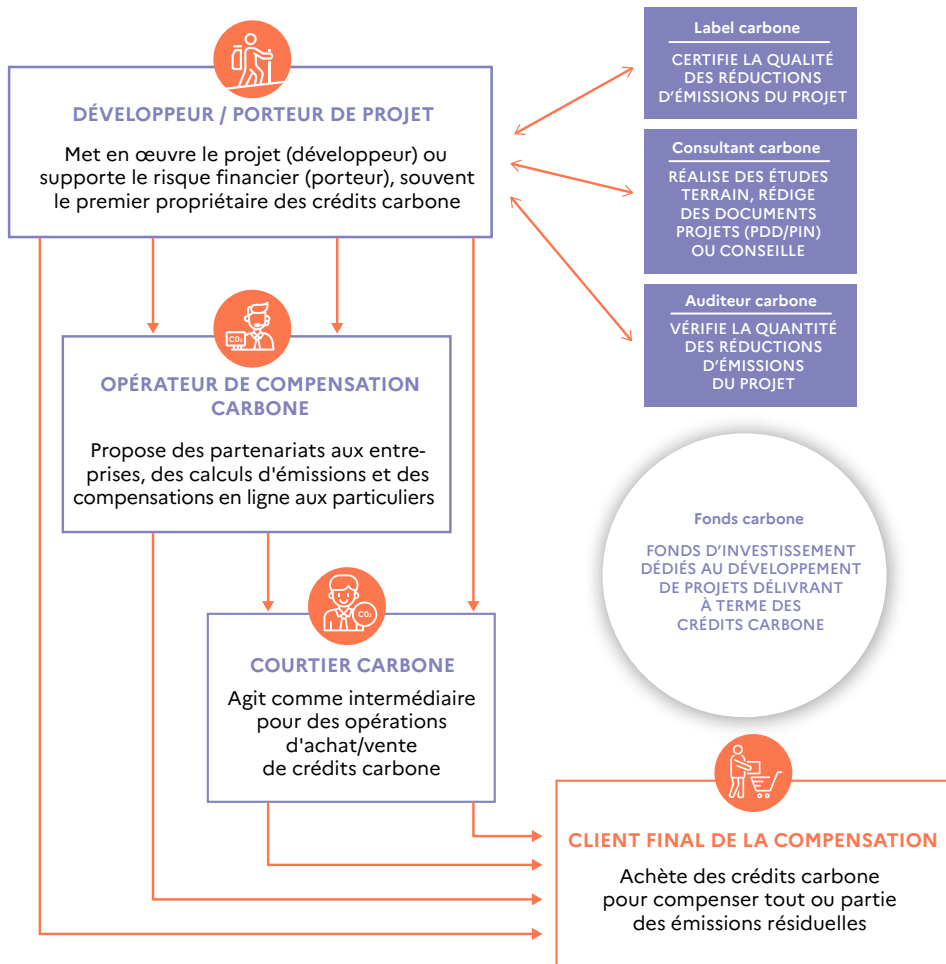 DÉVELOPPEUR / PORTEUR DE PROJET
Met en œuvre le projet (développeur) ou
supporte le risque financier (porteur), souvent
le premier propriétaire des crédits carbone
Label carbone
CERTIFIE LA QUALITÉ
DES RÉDUCTIONS
D'ÉMISSIONS DU PROJET
Consultant carbone
RÉALISE DES ÉTUDES
TERRAIN, RÉDIGE
DES DOCUMENTS
PROJETS (PDD/PIN)
OU CONSEILLE
Auditeur carbone
VÉRIFIE LA QUANTITÉ
DES RÉDUCTIONS
D'ÉMISSIONS
DU PROJET
CO₂
OPÉRATEUR DE COMPENSATION
CARBONE
Propose des partenariats aux entre-
prises, des calculs d'émissions et des
compensations en ligne aux particuliers
Fonds carbone
FONDS D'INVESTISSEMENT
DÉDIÉS AU DÉVELOPPEMENT
DE PROJETS DÉLIVRANT
À TERME DES
CRÉDITS CARBONE
CO₂
COURTIER CARBONE
Agit comme intermédiaire
pour des opérations
d'achat/vente
de crédits carbone
CLIENT FINAL DE LA COMPENSATION
Achète des crédits carbone
pour compenser tout ou partie
des émissions résiduelles